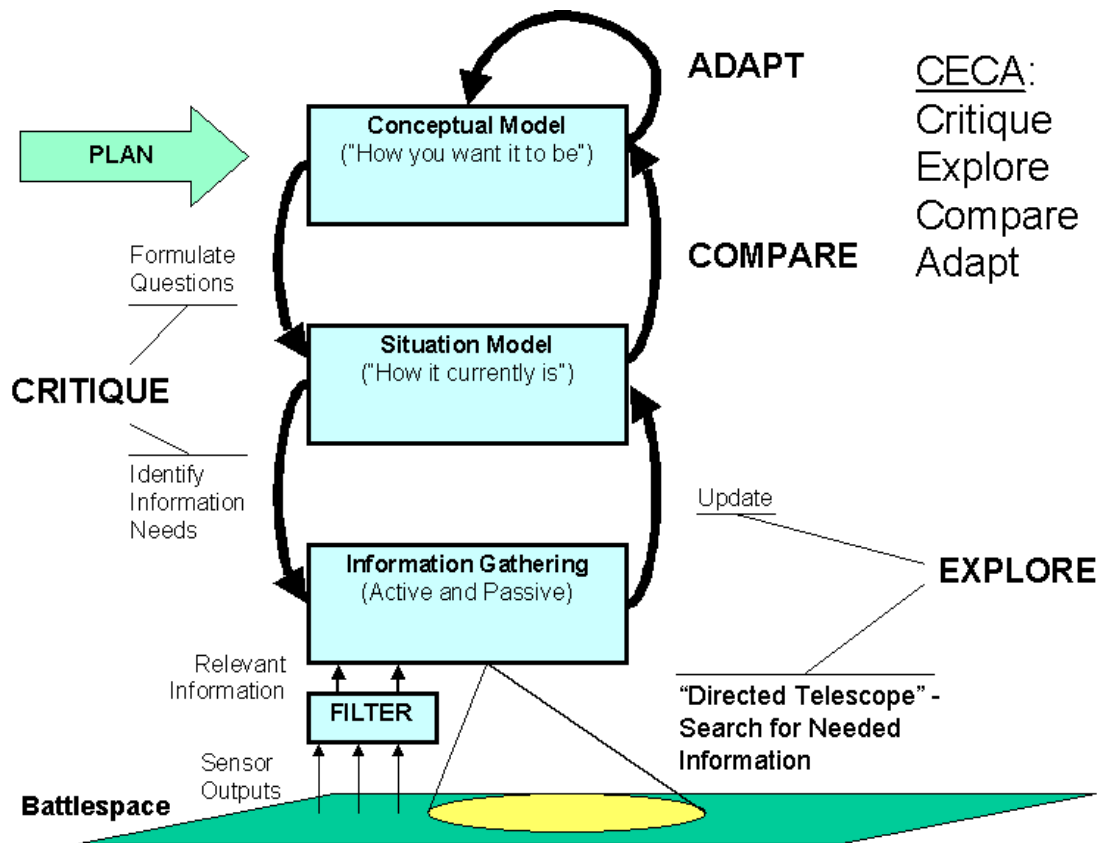 ADAPT
CECA:
Critique
Explore
Compare
Adapt
PLAN
Conceptual Model
("How you want it to be")
COMPARE
Formulate
Questions
CRITIQUE
Identify
Information
Needs
Situation Model
("How it currently is")
Update
EXPLORE
“Directed Telescope” -
Search for Needed
Information
Information Gathering
(Active and Passive)
Relevant
Information
FILTER
Sensor
Outputs
Battlespace